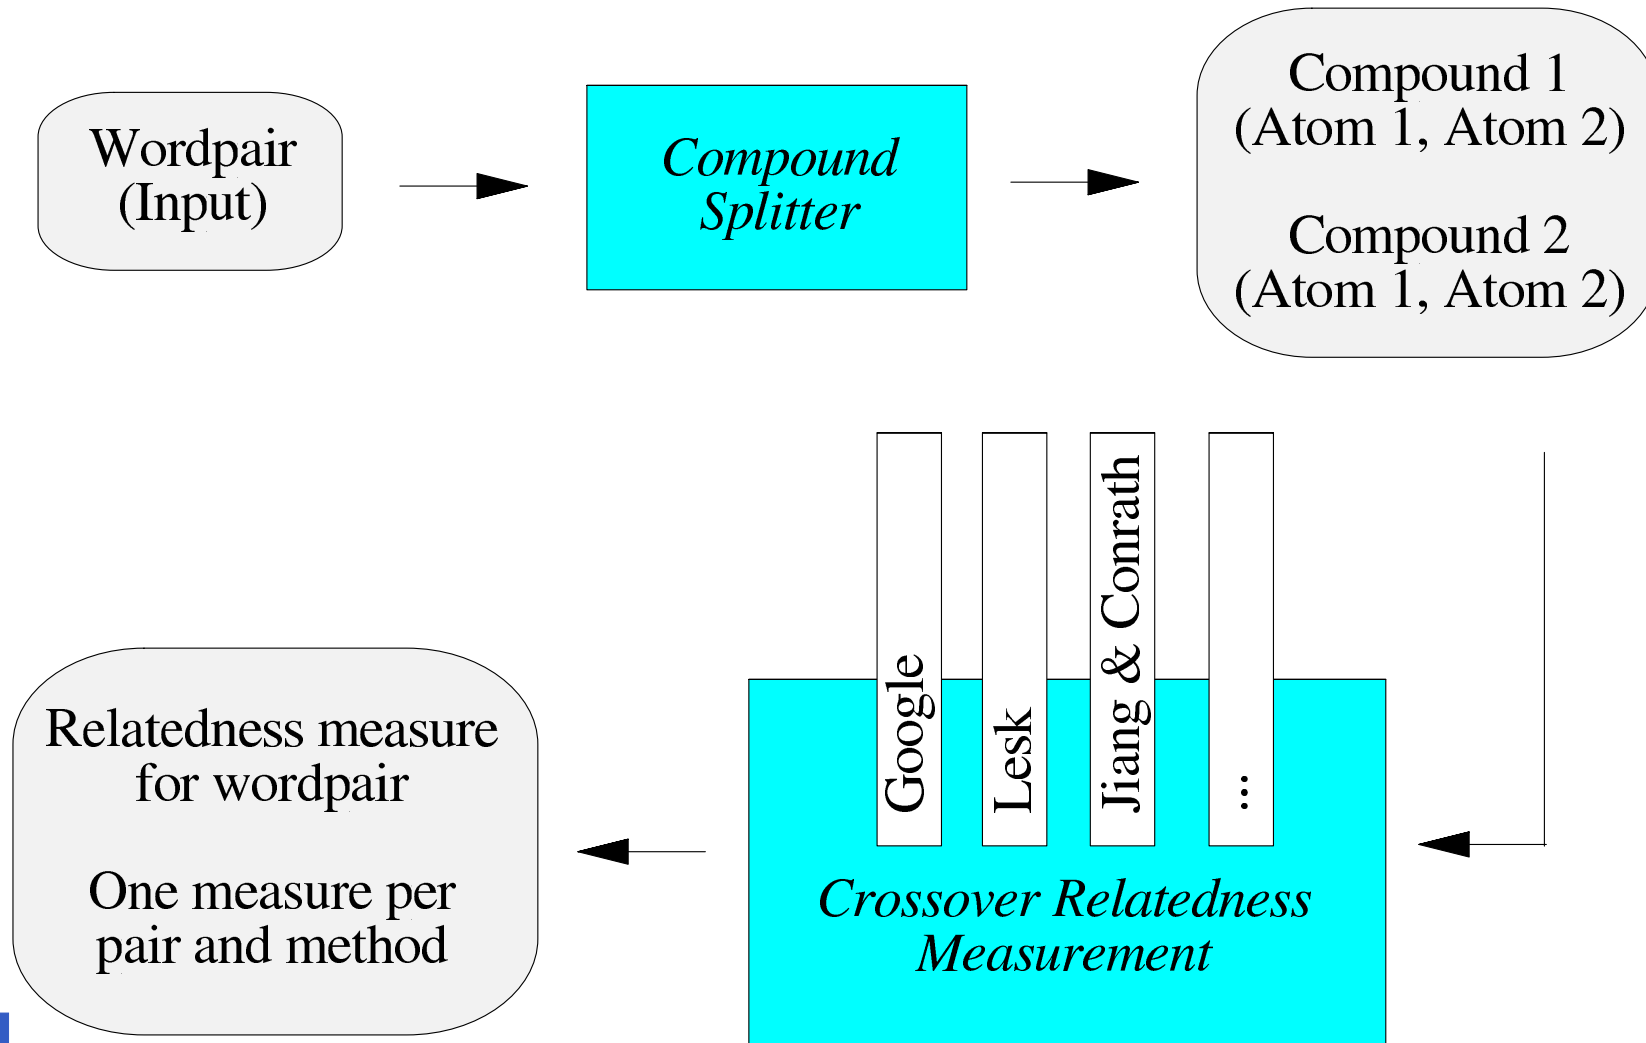 Wordpair
(Input)
Compound
Splitter
Compound 1
(Atom 1, Atom 2)
Compound 2
(Atom 1, Atom 2)
Google
Lesk
Jiang & Conrath
...
Crossover Relatedness
Measurement
Relatedness measure
for wordpair
One measure per
pair and method